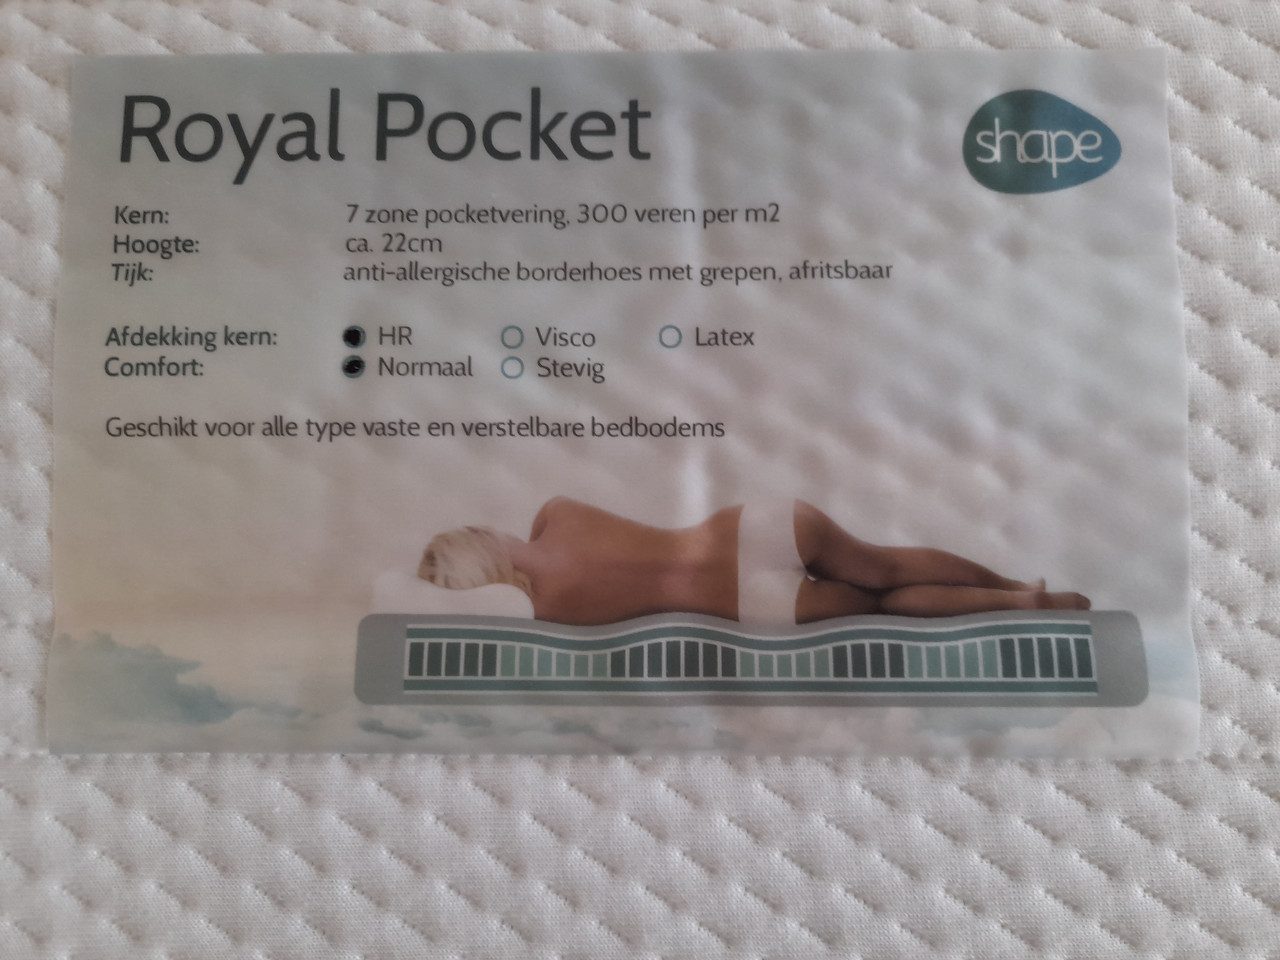 Royal Pocket
shape
Kern: 7 zone pocketvering, 300 veren per m2
Hoogte: ca. 22cm
Tijk: anti-allergische borderhoes met grepen, afritsbaar
Afdekking kern: HR Visco Latex
Comfort: Normaal Stevig
Geschikt voor alle type vaste en verstelbare bedbodems